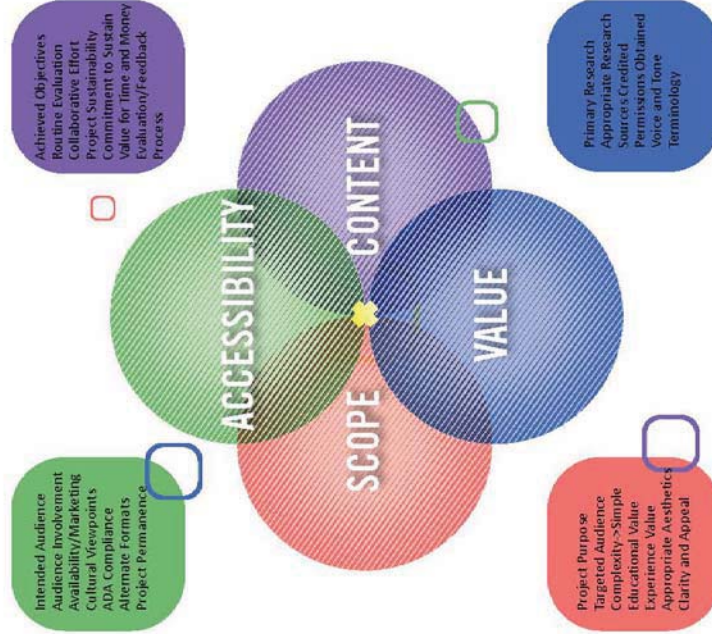 Intended Audience
Audience Involvement
Availability/Marketing
Cultural Viewpoints
ADA Compliance
Alternate Formats
Project Permanence
Achieved Objectives
Routine Evaluation
Collaborative Effort
Project Sustainability
Commitment to Sustain
Value for Time and Money
Evaluation/Feedback
Process
ACCESSIBILITY
SCOPE
CONTENT
VALUE
Project Purpose
Targeted Audience
Complexity->Simple
Educational Value
Experience Value
Appropriate Aesthetics
Clarity and Appeal
Primary Research
Appropriate Research
Sources Credited
Permissions Obtained
Voice and Tone
Terminology